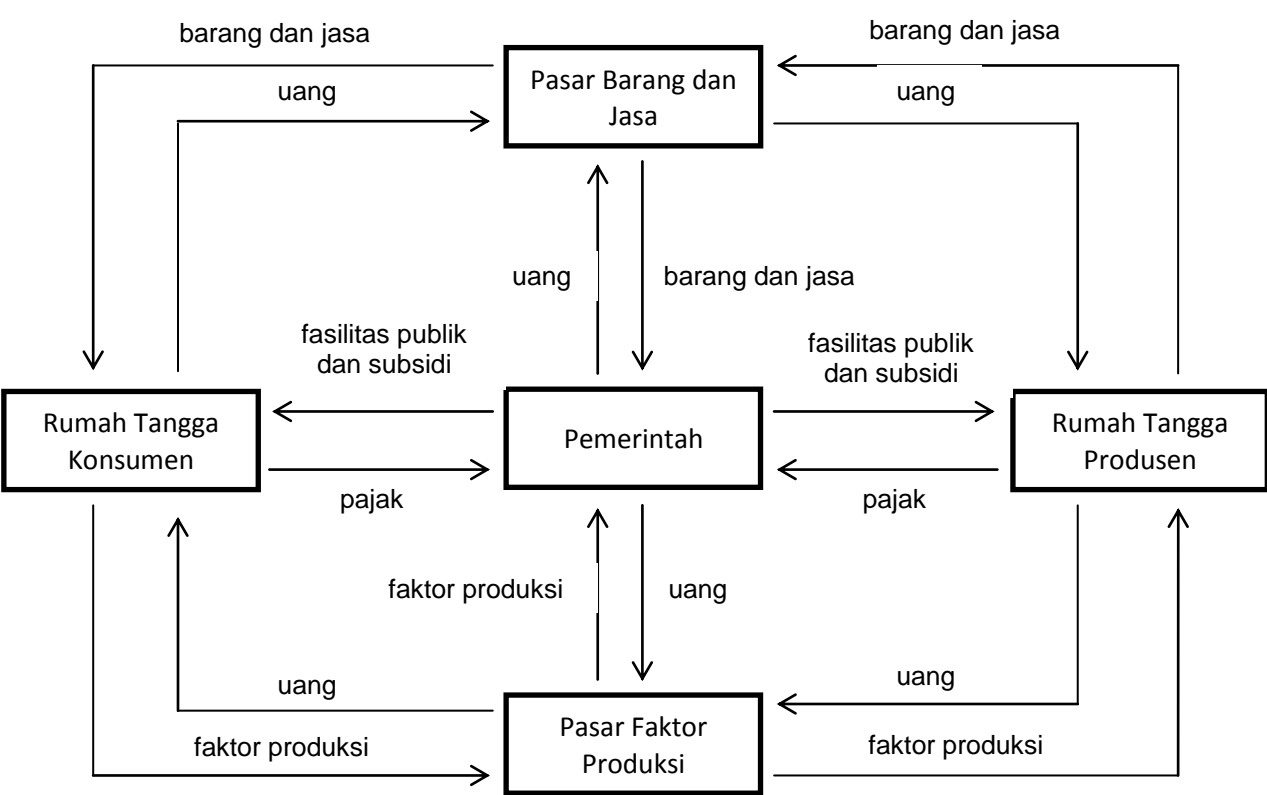 barang dan jasa
barang dan jasa
Pasar Barang dan
Jasa
uang
uang
uang
barang dan jasa
fasilitas publik
dan subsidi
fasilitas publik
dan subsidi
Rumah Tangga
Konsumen
Pemerintah
Rumah Tangga
Produsen
pajak
pajak
faktor produksi
uang
uang
uang
Pasar Faktor
Produksi
faktor produksi
faktor produksi